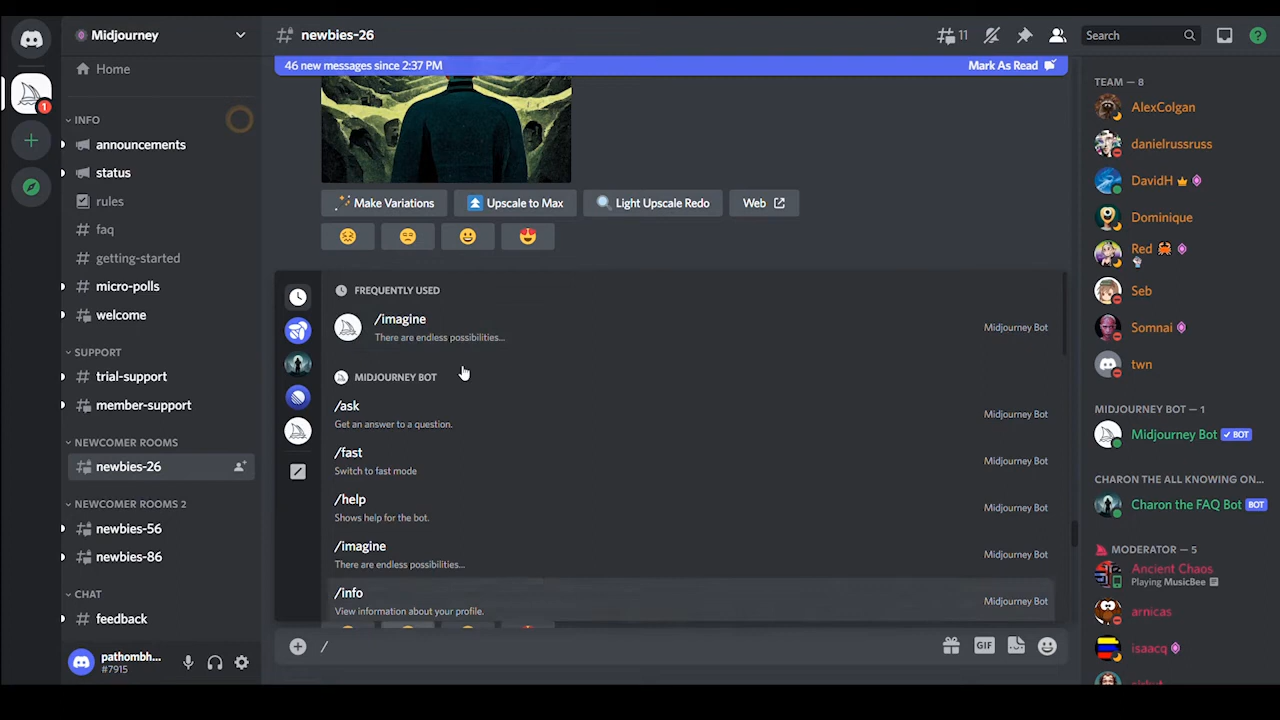 Midjourney
Home
INFO
announcements
status
rules
faq
getting-started
micro-polls
welcome
SUPPORT
trial-support
member-support
NEWCOMER ROOMS
newbies-26
NEWCOMER ROOMS 2
newbies-56
newbies-86
CHAT
feedback
pathombh...
#7915
1
newbies-26
11
Search
46 new messages since 2:37 PM
Mark As Read
Make Variations
Upscale to Max
Light Upscale Redo
Web
FREQUENTLY USED
/imagine
There are endless possibilities...
Midjourney Bot
MIDJOURNEY BOT
/ask
Get an answer to a question.
Midjourney Bot
/fast
Switch to fast mode
Midjourney Bot
/help
Shows help for the bot.
Midjourney Bot
/imagine
There are endless possibilities...
Midjourney Bot
/info
View information about your profile.
Midjourney Bot
/
GIF
TEAM — 8
AlexColgan
danielrussruss
DavidH
Dominique
Red
Seb
Somnai
twn
MIDJOURNEY BOT — 1
Midjourney Bot ✓ BOT
CHARON THE ALL KNOWING ON...
Charon the FAQ Bot BOT
MODERATOR — 5
Ancient Chaos
Playing MusicBee
arnicas
isaacq